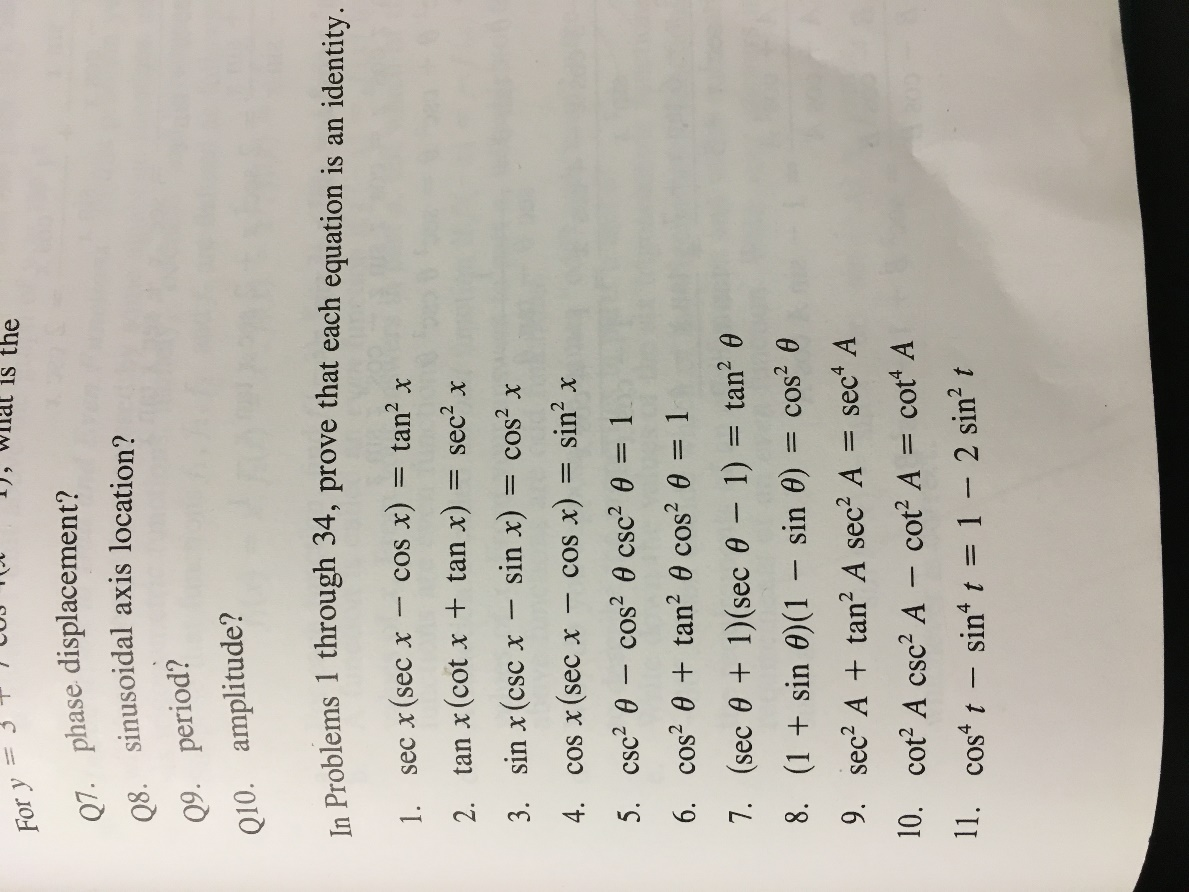 For y = 3 + 7 cos what is the
Q7. phase displacement?
Q8. sinusoidal axis location?
Q9. period?
Q10. amplitude?
In Problems 1 through 34, prove that each equation is an identity.
1. sec x(sec x − cos x) = tan² x
2. tan x(cot x + tan x) = sec² x
3. sin x(csc x − sin x) = cos² x
4. cos x(sec x − cos x) = sin² x
5. csc² θ − cos² θ csc² θ = 1
6. cos² θ + tan² θ cos² θ = 1
7. (sec θ + 1)(sec θ − 1) = tan² θ
8. (1 + sin θ)(1 − sin θ) = cos² θ
9. sec² A + tan² A sec² A = sec⁴ A
10. cot² A csc² A − cot² A = cot⁴ A
11. cos⁴ t − sin⁴ t = 1 − 2 sin² t